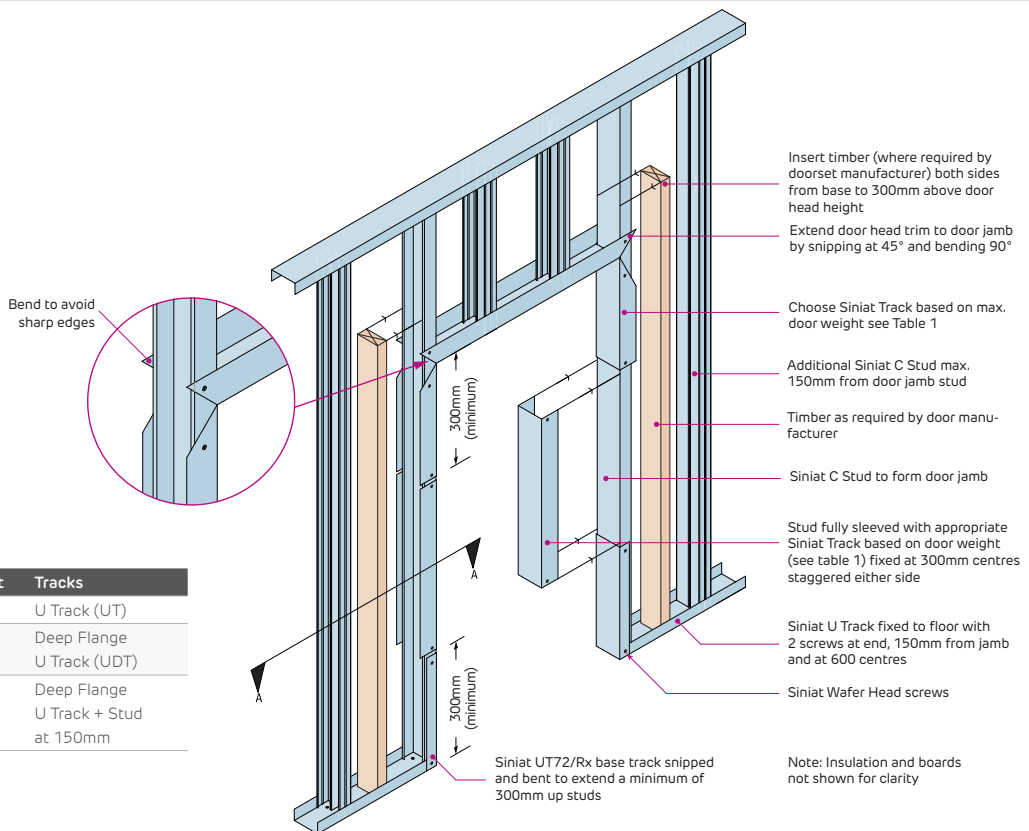 Insert timber (where required by
doorset manufacturer) both sides
from base to 300mm above door
head height
Extend door head trim to door jamb
by snipping at 45° and bending 90°
Bend to avoid
sharp edges
Choose Siniat Track based on max.
door weight see Table 1
Additional Siniat C Stud max.
150mm from door jamb stud
300mm
(minimum)
Timber as required by door manu-
facturer
Siniat C Stud to form door jamb
Stud fully sleeved with appropriate
Siniat Track based on door weight
(see table 1) fixed at 300mm centres
staggered either side
A
A
t Tracks
U Track (UT)
Deep Flange
U Track (UDT)
Deep Flange
U Track + Stud
at 150mm
Siniat U Track fixed to floor with
2 screws at end, 150mm from jamb
and at 600 centres
300mm
(minimum)
Siniat Wafer Head screws
Siniat UT72/Rx base track snipped
and bent to extend a minimum of
300mm up studs
Note: Insulation and boards
not shown for clarity